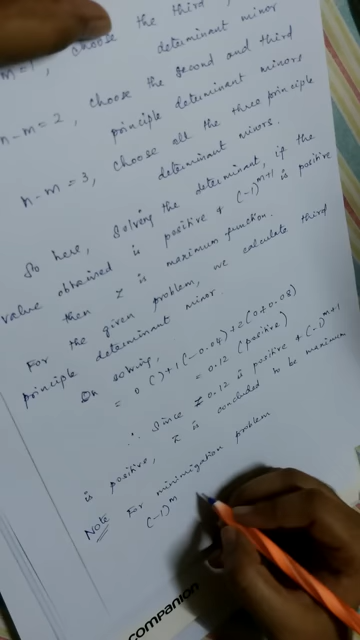 m = 1, choose the third,
determinant minor
n-m = 2, choose the second and third
principle determinant minors
n-m = 3, choose all the three principle
determinant minors.
So here, Solving the determinant, if the
value obtained is positive & (-1)^m+1 is positive
then Z is maximum function.
For the given problem, we calculate third
principle determinant minor.
On solving,
= 0( ) + 1(-0.04) + 2(0+0.08)
= 0.12 (positive)
∴ Since 0.12 is positive & (-1)^m+1
is positive, Z is concluded to be maximum
Note For minimization problem
(-1)^m
companion